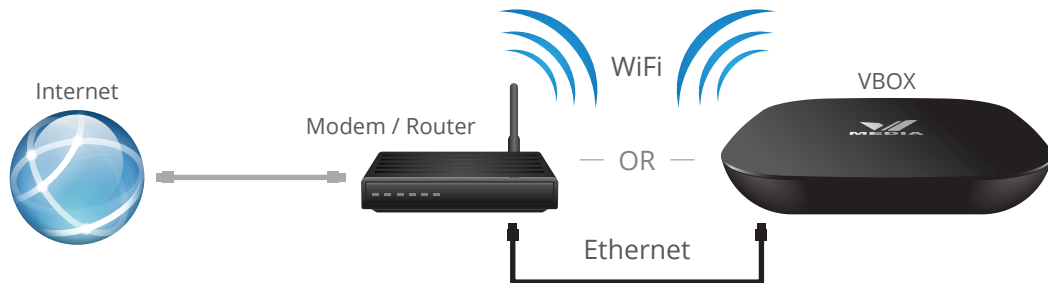 Internet
Modem / Router
WiFi
OR
Ethernet
VBOX
MEDIA